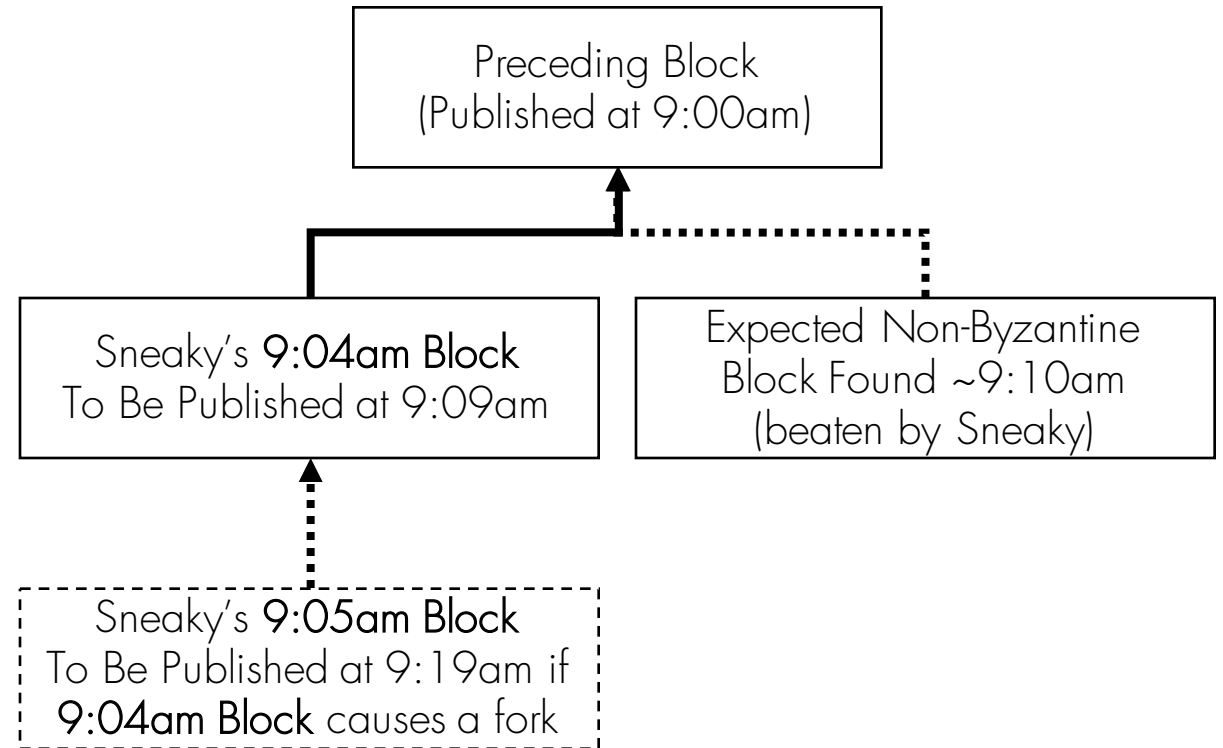 Preceding Block
(Published at 9:00am)
Sneaky's 9:04am Block
To Be Published at 9:09am
Expected Non-Byzantine
Block Found ~9:10am
(beaten by Sneaky)
Sneaky's 9:05am Block
To Be Published at 9:19am if
9:04am Block causes a fork